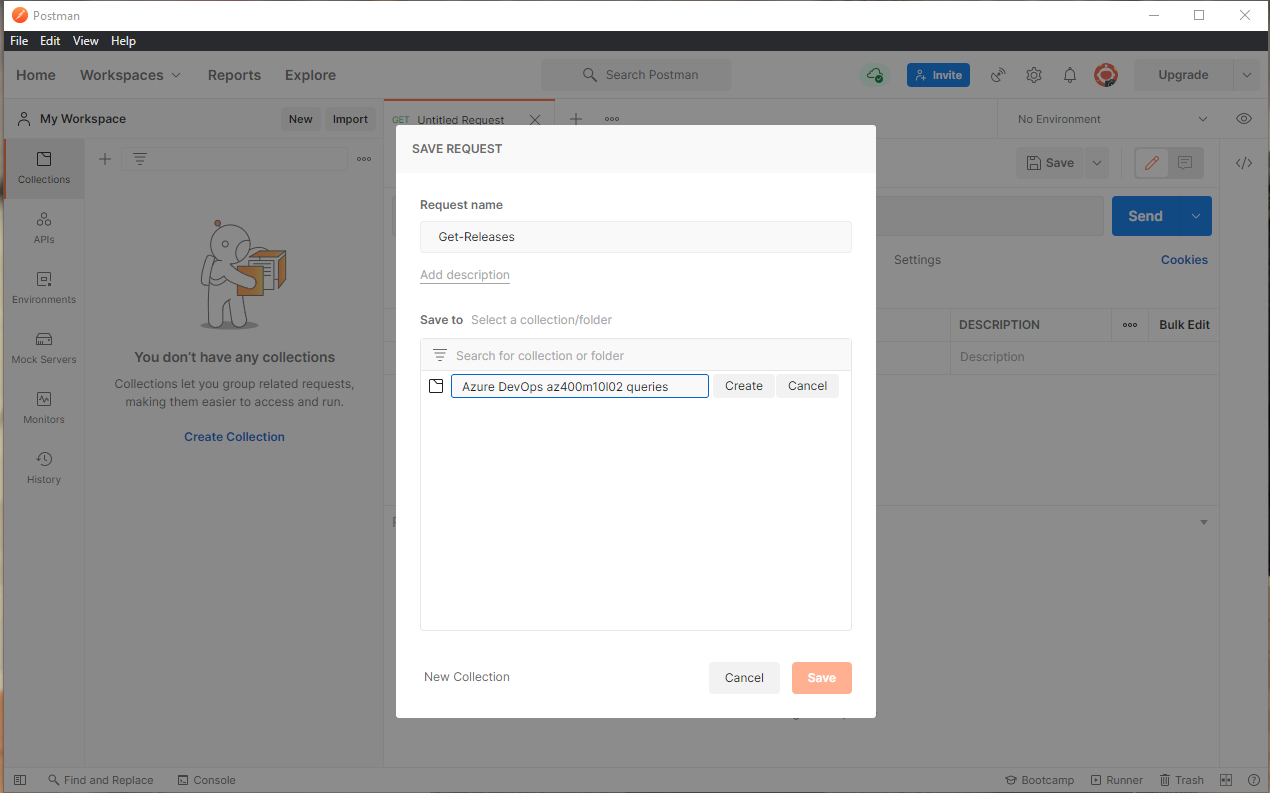 Postman
File Edit View Help
Home Workspaces Reports Explore Search Postman Invite Upgrade
My Workspace New Import GET Untitled Request No Environment
Collections
APIs
Environments
Mock Servers
Monitors
History
You don't have any collections
Collections let you group related requests,
making them easier to access and run.
Create Collection
Save
Send
Settings Cookies
DESCRIPTION Bulk Edit
Description
SAVE REQUEST
Request name
Get-Releases
Add description
Save to Select a collection/folder
Search for collection or folder
Azure DevOps az400m10l02 queries Create Cancel
New Collection Cancel Save
Find and Replace Console Bootcamp Runner Trash